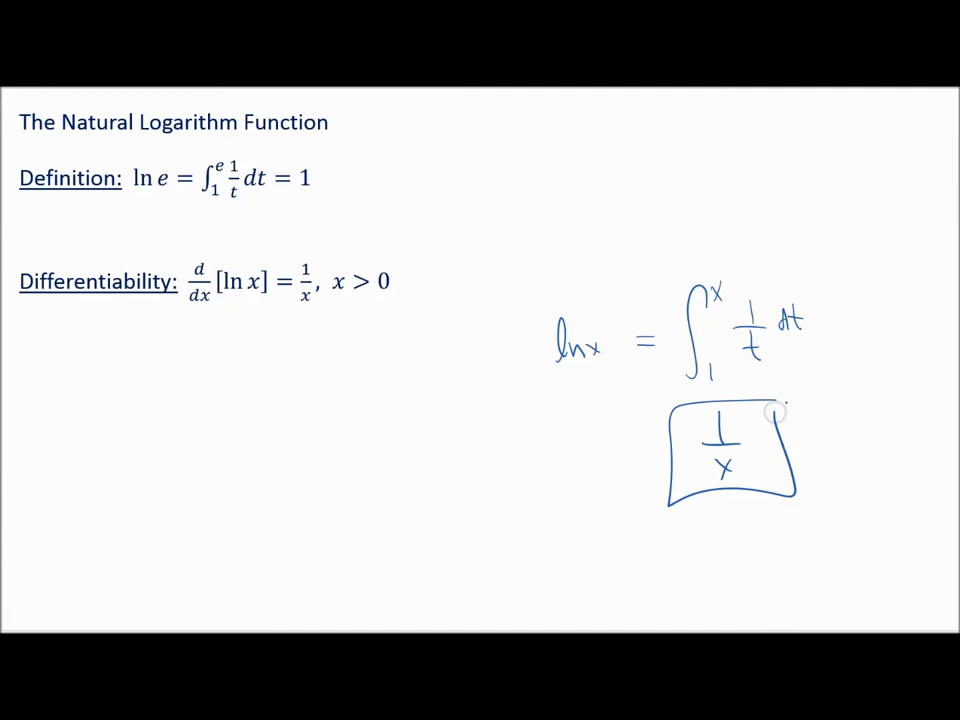 The Natural Logarithm Function
Definition: ln e = ∫₁ᵉ 1/t dt = 1
Differentiability: d/dx [ln x] = 1/x, x > 0
lnx = ∫₁ˣ 1/t dt
1/x